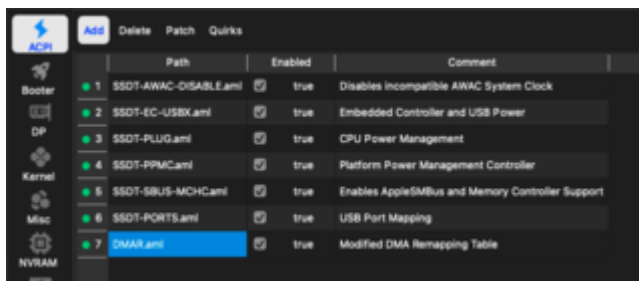 Add Delete Patch Quirks
ACPI
Path Enabled Comment
Booter
1 SSDT-AWAC-DISABLE.aml true Disables incompatible AWAC System Clock
2 SSDT-EC-USBX.aml true Embedded Controller and USB Power
DP
3 SSDT-PLUG.aml true CPU Power Management
4 SSDT-PPMC.aml true Platform Power Management Controller
Kernel
5 SSDT-SBUS-MCHC.aml true Enables AppleSMBus and Memory Controller Support
6 SSDT-PORTS.aml true USB Port Mapping
Misc
7 DMAR.aml true Modified DMA Remapping Table
NVRAM